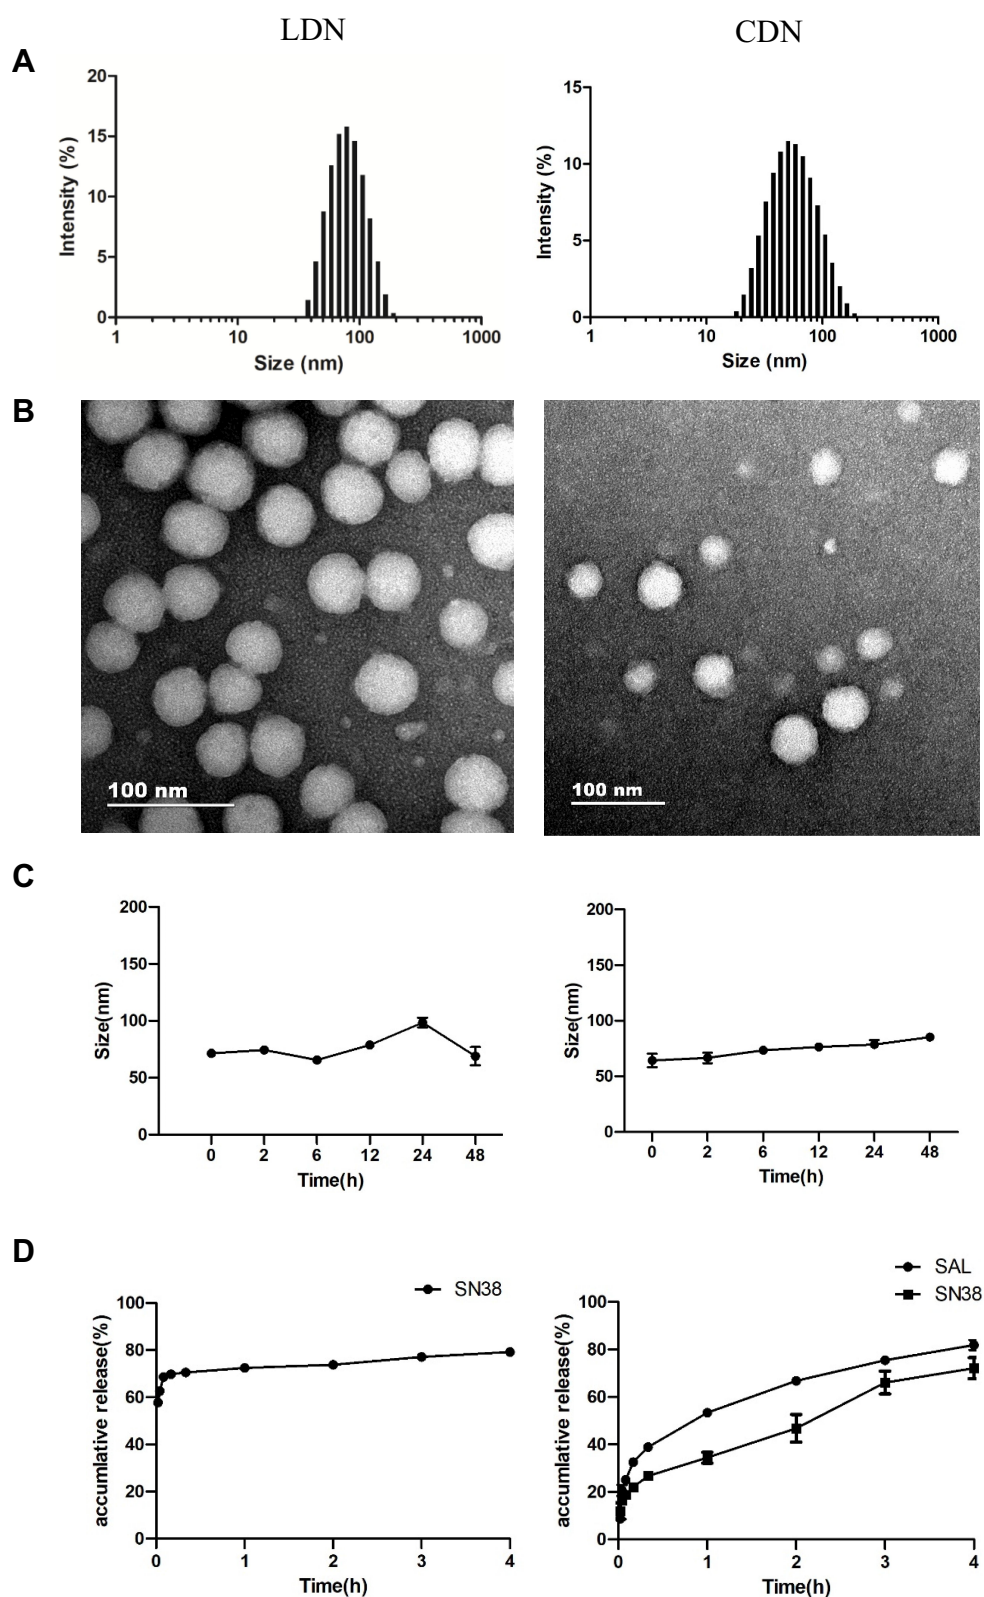 LDN
CDN
A
20
15
10
5
0
Intensity (%)
1 10 100 1000
Size (nm)
15
10
5
0
Intensity (%)
1 10 100 1000
Size (nm)
B
100 nm
100 nm
C
200
150
100
50
0
Size(nm)
0 2 6 12 24 48
Time(h)
200
150
100
50
0
Size(nm)
0 2 6 12 24 48
Time(h)
D
SN38
100
80
60
40
20
0
accumlative release(%)
0 1 2 3 4
Time(h)
SAL
SN38
100
80
60
40
20
0
accumlative release(%)
0 1 2 3 4
Time(h)